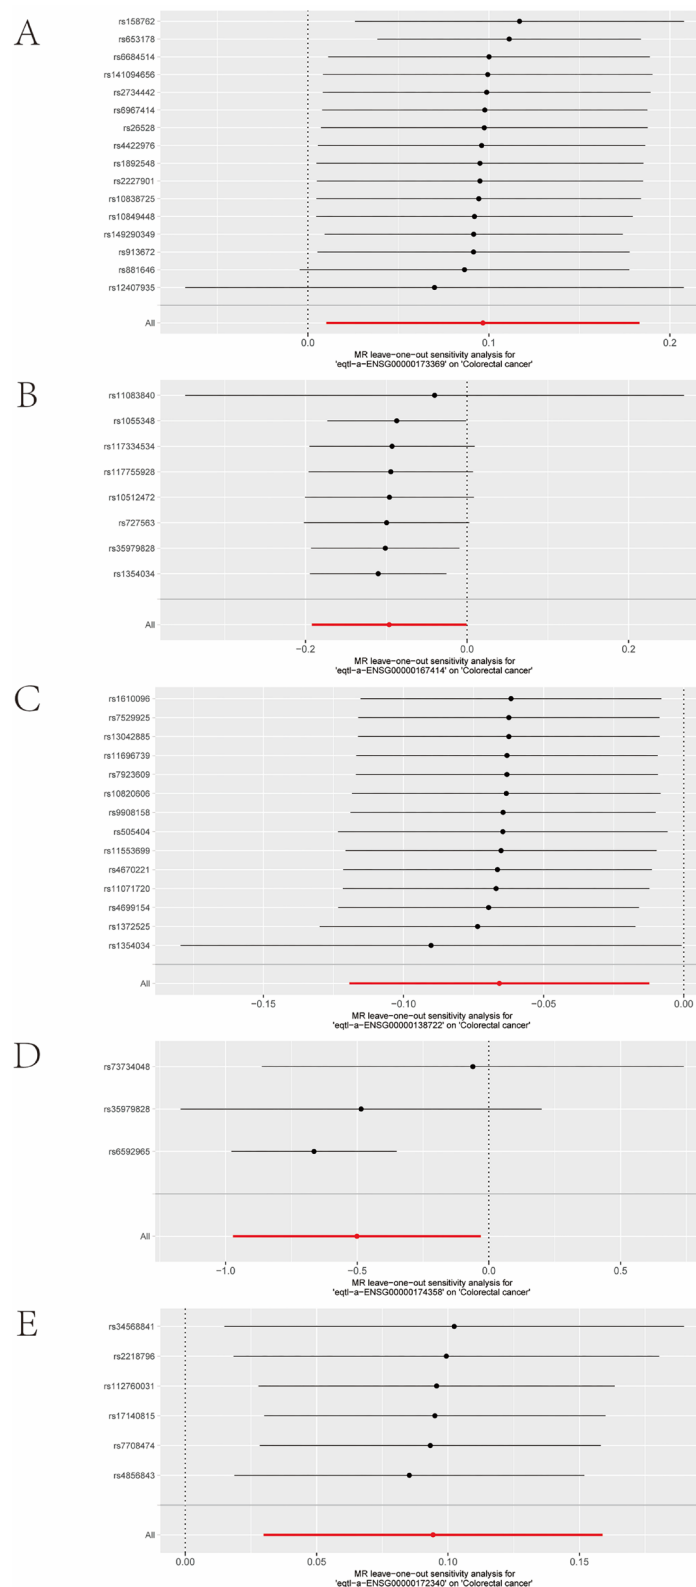 A
rs158762
rs653178
rs6684514
rs141094656
rs2734442
rs6967414
rs26528
rs4422976
rs1892548
rs2227901
rs10838725
rs10849448
rs149290349
rs913672
rs881646
rs12407935
All
0.0 0.1 0.2
MR leave-one-out sensitivity analysis for
'eqtl-a-ENSG00000173369' on 'Colorectal cancer'
B
rs11083840
rs1055348
rs117334534
rs117755928
rs10512472
rs727563
rs35979828
rs1354034
All
−0.2 0.0 0.2
MR leave-one-out sensitivity analysis for
'eqtl-a-ENSG00000167414' on 'Colorectal cancer'
C
rs1610096
rs7529925
rs13042885
rs11696739
rs7923609
rs10820606
rs9908158
rs505404
rs11553699
rs4670221
rs11071720
rs4699154
rs1372525
rs1354034
All
−0.15 −0.10 −0.05 0.00
MR leave-one-out sensitivity analysis for
'eqtl-a-ENSG00000138722' on 'Colorectal cancer'
D
rs73734048
rs35979828
rs6592965
All
−1.0 −0.5 0.0 0.5
MR leave-one-out sensitivity analysis for
'eqtl-a-ENSG00000174358' on 'Colorectal cancer'
E
rs34568841
rs2218796
rs112760031
rs17140815
rs7708474
rs4856843
All
0.00 0.05 0.10 0.15
MR leave-one-out sensitivity analysis for
'eqtl-a-ENSG00000172340' on 'Colorectal cancer'